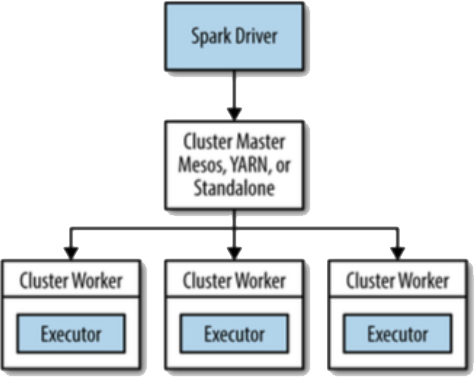 Spark Driver
Cluster Master
Mesos, YARN, or
Standalone
Cluster Worker
Cluster Worker
Cluster Worker
Executor
Executor
Executor